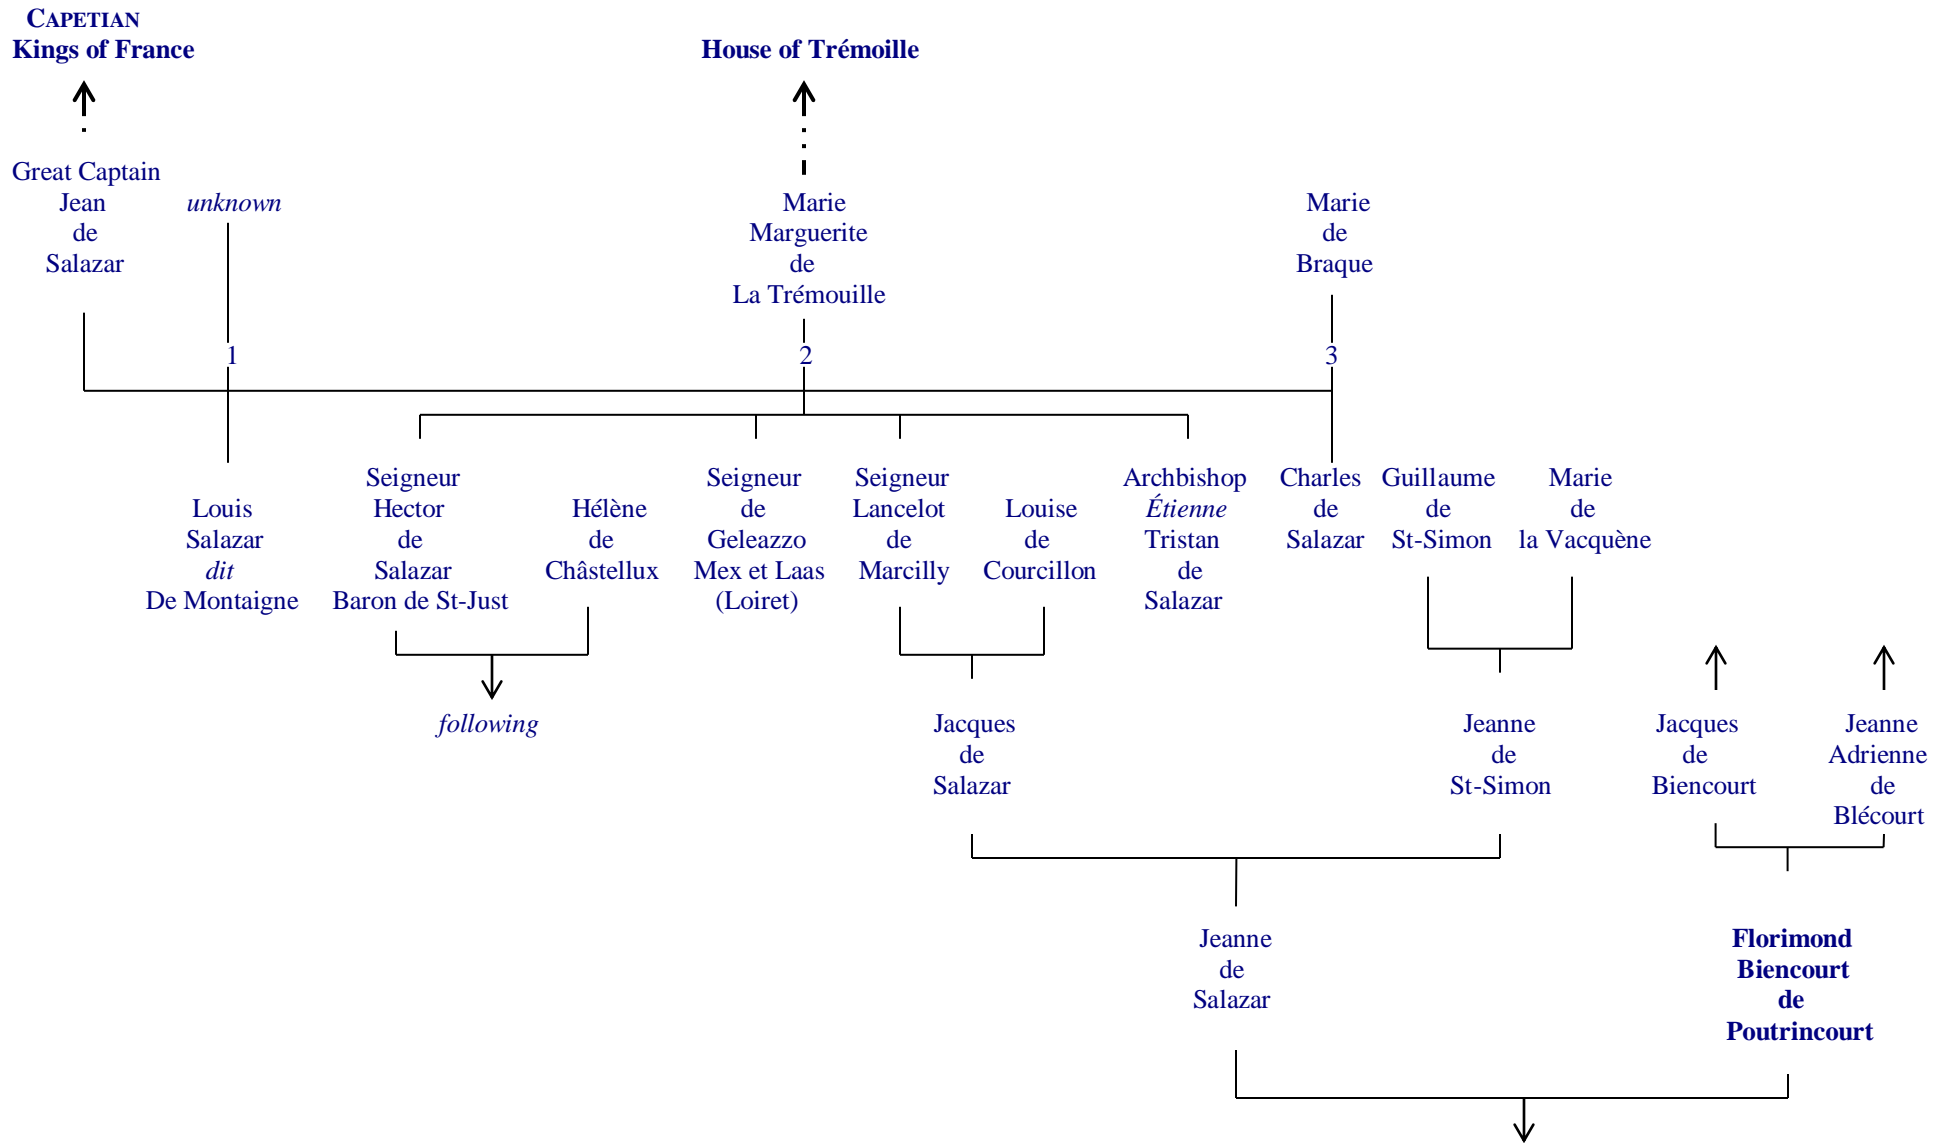 CAPETIAN
Kings of France
House of Trémoille
Great Captain
Jean
de
Salazar
unknown
Marie
Marguerite
de
La Trémouille
Marie
de
Braque
1
2
3
Louis
Salazar
dit
De Montaigne
Seigneur
Hector
de
Salazar
Baron de St-Just
Hélène
de
Châstellux
Seigneur
de
Geleazzo
Mex et Laas
(Loiret)
Seigneur
Lancelot
de
Marcilly
Louise
de
Courcillon
Archbishop
Étienne
Tristan
de
Salazar
Charles
de
Salazar
Guillaume
de
St-Simon
Marie
de
la Vacquène
following
Jacques
de
Salazar
Jeanne
de
St-Simon
Jacques
de
Biencourt
Jeanne
Adrienne
de
Blécourt
Jeanne
de
Salazar
Florimond
Biencourt
de
Poutrincourt